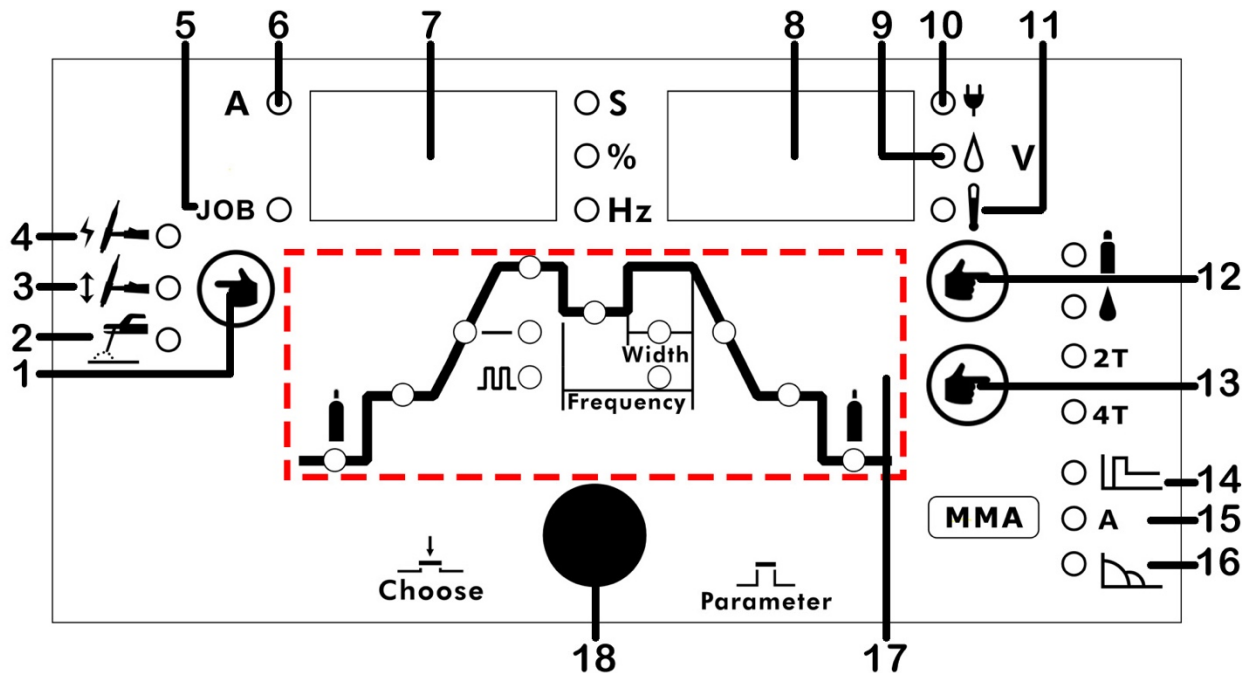 5 6 7 8 9 10 11
A S
% V
JOB Hz
4
3 12
2 2T
1 Width 13
Frequency 4T
14
MMA A 15
16
Choose Parameter
18 17